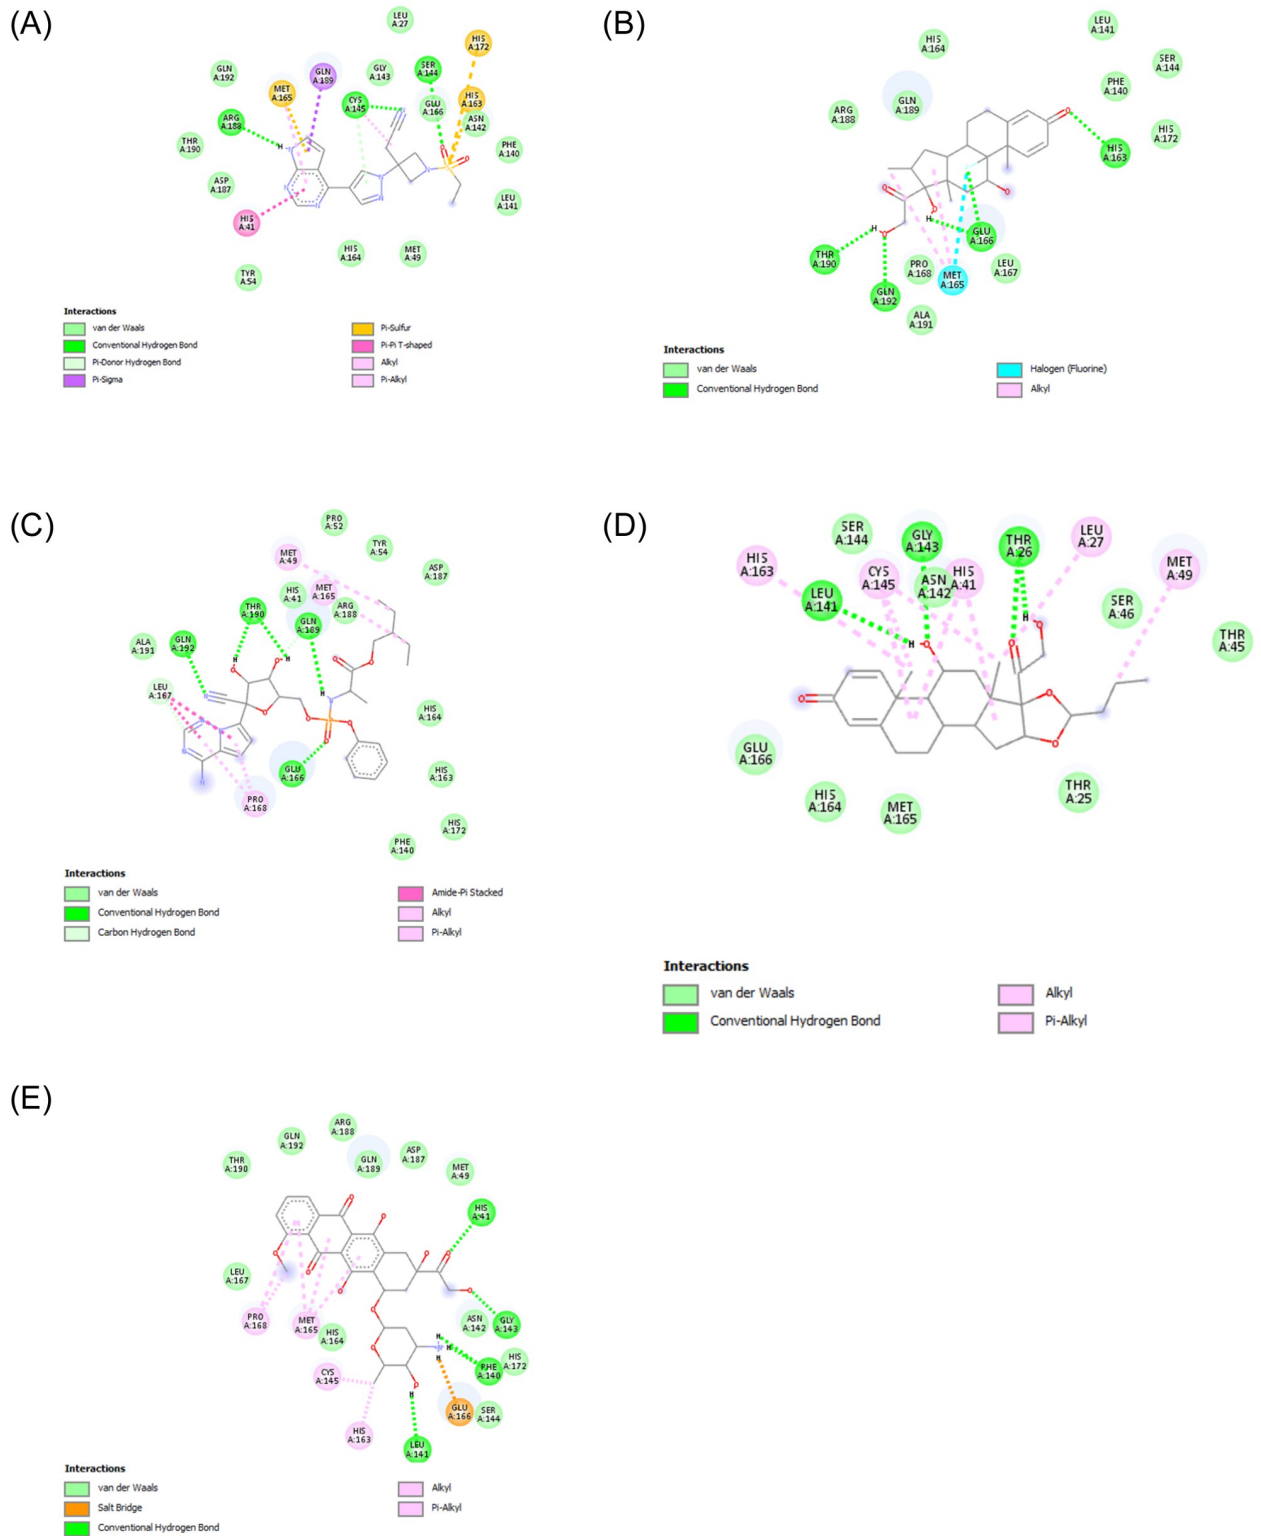 (A)
LEU
A:27
HIS
A:172
GLN
A:192
MET
A:165
GLN
A:189
GLY
A:143
SER
A:144
CYS
A:145
GLU
A:166
HIS
A:163
ASN
A:142
ARG
A:188
THR
A:190
PHE
A:140
ASP
A:187
LEU
A:141
HIS
A:41
HIS
A:164
MET
A:49
TYR
A:54
Interactions
van der Waals
Conventional Hydrogen Bond
Pi-Donor Hydrogen Bond
Pi-Sigma
Pi-Sulfur
Pi-Pi T-shaped
Alkyl
Pi-Alkyl
(B)
LEU
A:141
HIS
A:164
SER
A:144
PHE
A:140
GLN
A:189
ARG
A:188
HIS
A:172
HIS
A:163
GLU
A:166
THR
A:190
PRO
A:168
LEU
A:167
MET
A:165
GLN
A:192
ALA
A:191
Interactions
van der Waals
Conventional Hydrogen Bond
Halogen (Fluorine)
Alkyl
(C)
PRO
A:52
TYR
A:54
MET
A:49
ASP
A:187
HIS
A:41
MET
A:165
ARG
A:188
THR
A:190
GLN
A:189
GLN
A:192
ALA
A:191
LEU
A:167
HIS
A:164
GLU
A:166
HIS
A:163
PRO
A:168
HIS
A:172
PHE
A:140
Interactions
van der Waals
Conventional Hydrogen Bond
Carbon Hydrogen Bond
Amide-Pi Stacked
Alkyl
Pi-Alkyl
(D)
SER
A:144
GLY
A:143
THR
A:26
LEU
A:27
HIS
A:163
CYS
A:145
ASN
A:142
HIS
A:41
MET
A:49
LEU
A:141
SER
A:46
THR
A:45
GLU
A:166
HIS
A:164
MET
A:165
THR
A:25
Interactions
van der Waals
Conventional Hydrogen Bond
Alkyl
Pi-Alkyl
(E)
ARG
A:188
GLN
A:192
THR
A:190
GLN
A:189
ASP
A:187
MET
A:49
HIS
A:41
LEU
A:167
PRO
A:168
MET
A:165
HIS
A:164
ASN
A:142
GLY
A:143
CYS
A:145
PHE
A:140
HIS
A:172
GLU
A:166
SER
A:144
HIS
A:163
LEU
A:141
Interactions
van der Waals
Salt Bridge
Conventional Hydrogen Bond
Alkyl
Pi-Alkyl